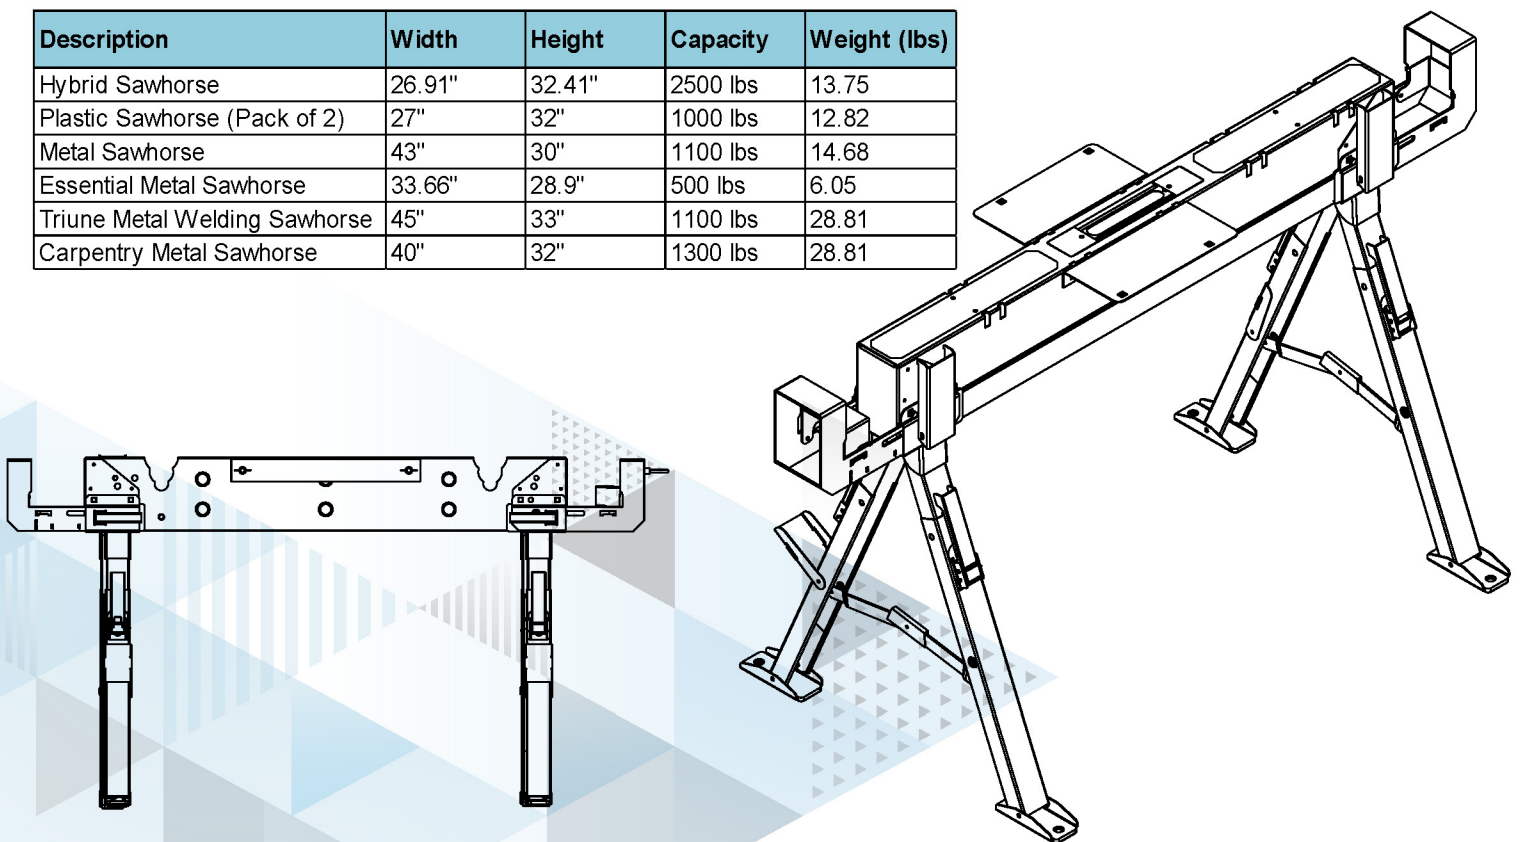 Description Width Height Capacity Weight (lbs)
Hybrid Sawhorse 26.91" 32.41" 2500 lbs 13.75
Plastic Sawhorse (Pack of 2) 27" 32" 1000 lbs 12.82
Metal Sawhorse 43" 30" 1100 lbs 14.68
Essential Metal Sawhorse 33.66" 28.9" 500 lbs 6.05
Triune Metal Welding Sawhorse 45" 33" 1100 lbs 28.81
Carpentry Metal Sawhorse 40" 32" 1300 lbs 28.81